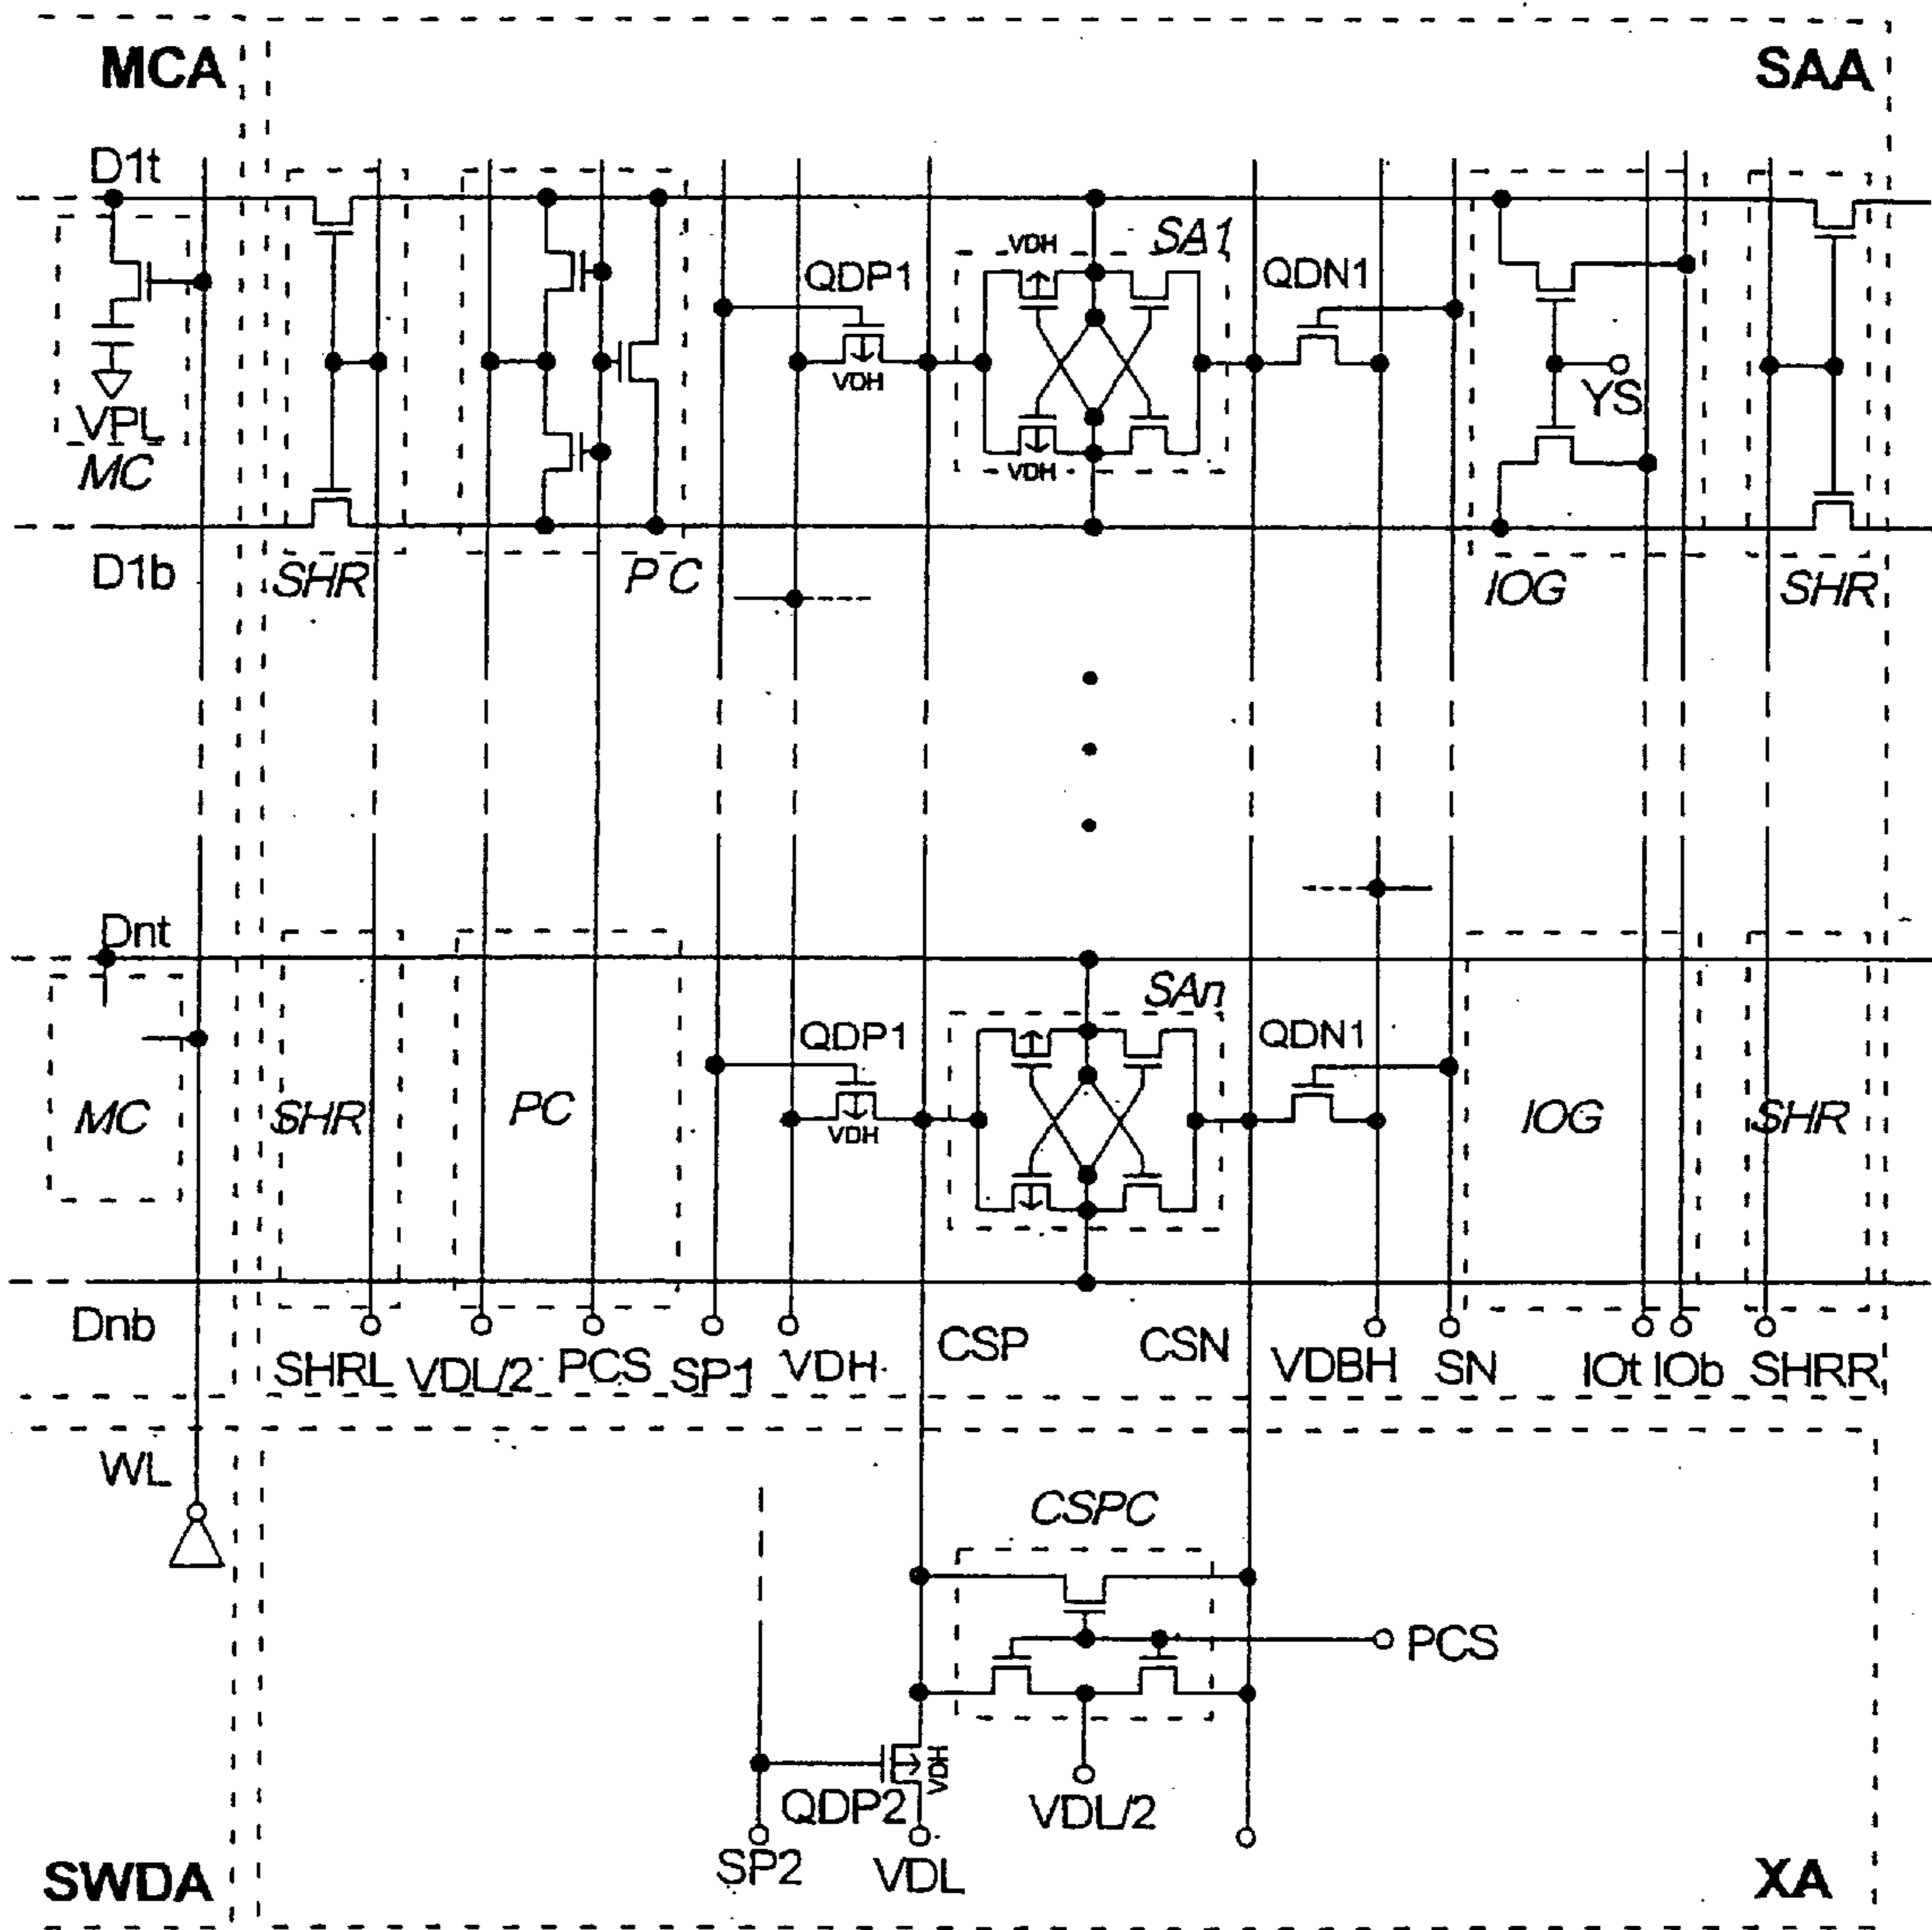 MCA SAA
D1t
VDH SA1
QDP1 QDN1
VDH YS
VPL VDH
MC
D1b SHR PC IOG SHR
Dnt
SAn
QDP1 QDN1
MC SHR PC VDH IOG SHR
Dnb
SHRL VDL/2 PCS SP1 VDH CSP CSN VDBH SN IOt IOb SHRR
WL
CSPC
PCS
VDH
QDP2 VDL/2
SP2 VDL
SWDA XA